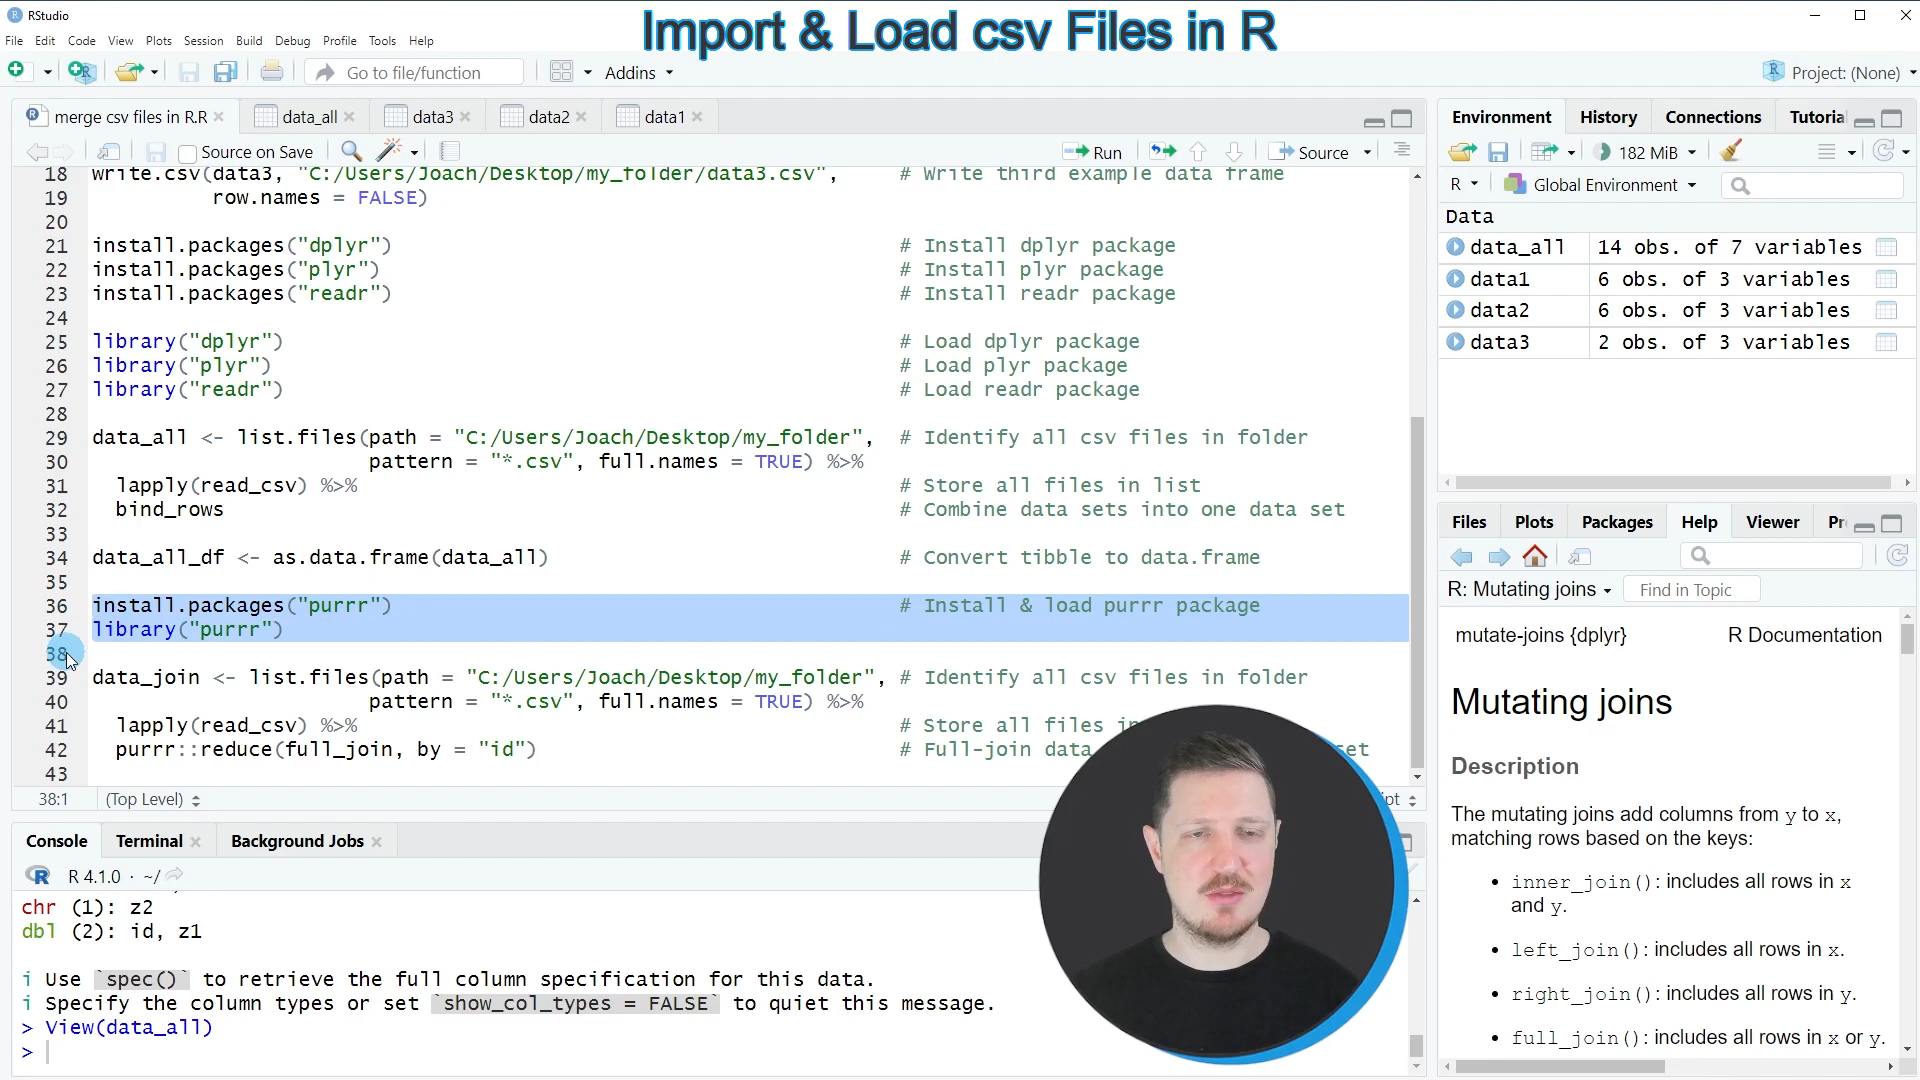 RStudio
Import & Load csv Files in R
File Edit Code View Plots Session Build Debug Profile Tools Help
Go to file/function Addins Project: (None)
merge csv files in R.R data_all data3 data2 data1
Source on Save Run Source
18 write.csv(data3, "C:/Users/Joach/Desktop/my_folder/data3.csv", # Write third example data frame
19 row.names = FALSE)
20
21 install.packages("dplyr") # Install dplyr package
22 install.packages("plyr") # Install plyr package
23 install.packages("readr") # Install readr package
24
25 library("dplyr") # Load dplyr package
26 library("plyr") # Load plyr package
27 library("readr") # Load readr package
28
29 data_all <- list.files(path = "C:/Users/Joach/Desktop/my_folder", # Identify all csv files in folder
30 pattern = "*.csv", full.names = TRUE) %>%
31 lapply(read_csv) %>% # Store all files in list
32 bind_rows # Combine data sets into one data set
33
34 data_all_df <- as.data.frame(data_all) # Convert tibble to data.frame
35
36 install.packages("purrr") # Install & load purrr package
37 library("purrr")
38
39 data_join <- list.files(path = "C:/Users/Joach/Desktop/my_folder", # Identify all csv files in folder
40 pattern = "*.csv", full.names = TRUE) %>%
41 lapply(read_csv) %>% # Store all files
42 purrr::reduce(full_join, by = "id") # Full-join data set
43
38:1 (Top Level)
Console Terminal Background Jobs
R 4.1.0 · ~/
chr (1): z2
dbl (2): id, z1
i Use `spec()` to retrieve the full column specification for this data.
i Specify the column types or set `show_col_types = FALSE` to quiet this message.
> View(data_all)
>
Environment History Connections Tutoria
182 MiB
R Global Environment
Data
data_all 14 obs. of 7 variables
data1 6 obs. of 3 variables
data2 6 obs. of 3 variables
data3 2 obs. of 3 variables
Files Plots Packages Help Viewer Pr
R: Mutating joins Find in Topic
mutate-joins {dplyr} R Documentation
Mutating joins
Description
The mutating joins add columns from y to x,
matching rows based on the keys:
• inner_join(): includes all rows in x
and y.
• left_join(): includes all rows in x.
• right_join(): includes all rows in y.
• full_join(): includes all rows in x or y.